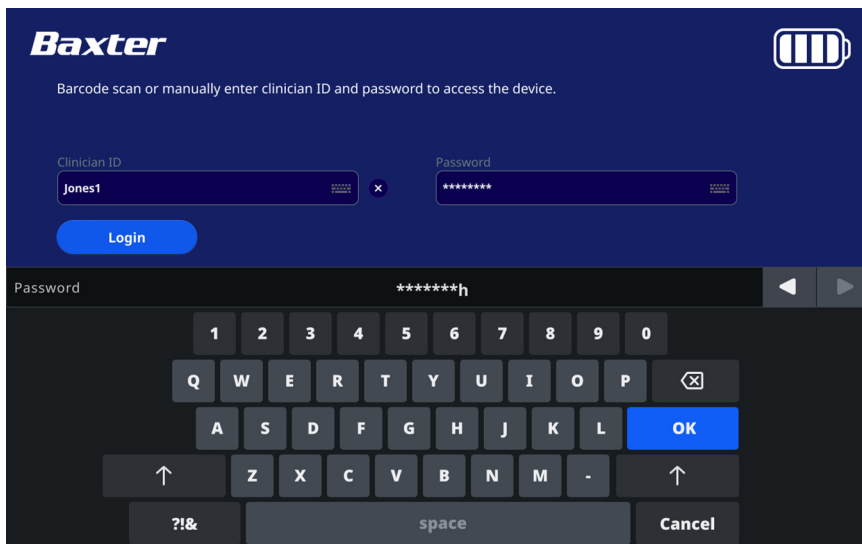 Baxter
Barcode scan or manually enter clinician ID and password to access the device.
Clinician ID Password
Jones1 ********
Login
Password *******h
1 2 3 4 5 6 7 8 9 0
Q W E R T Y U I O P
A S D F G H J K L OK
Z X C V B N M -
?!& space Cancel